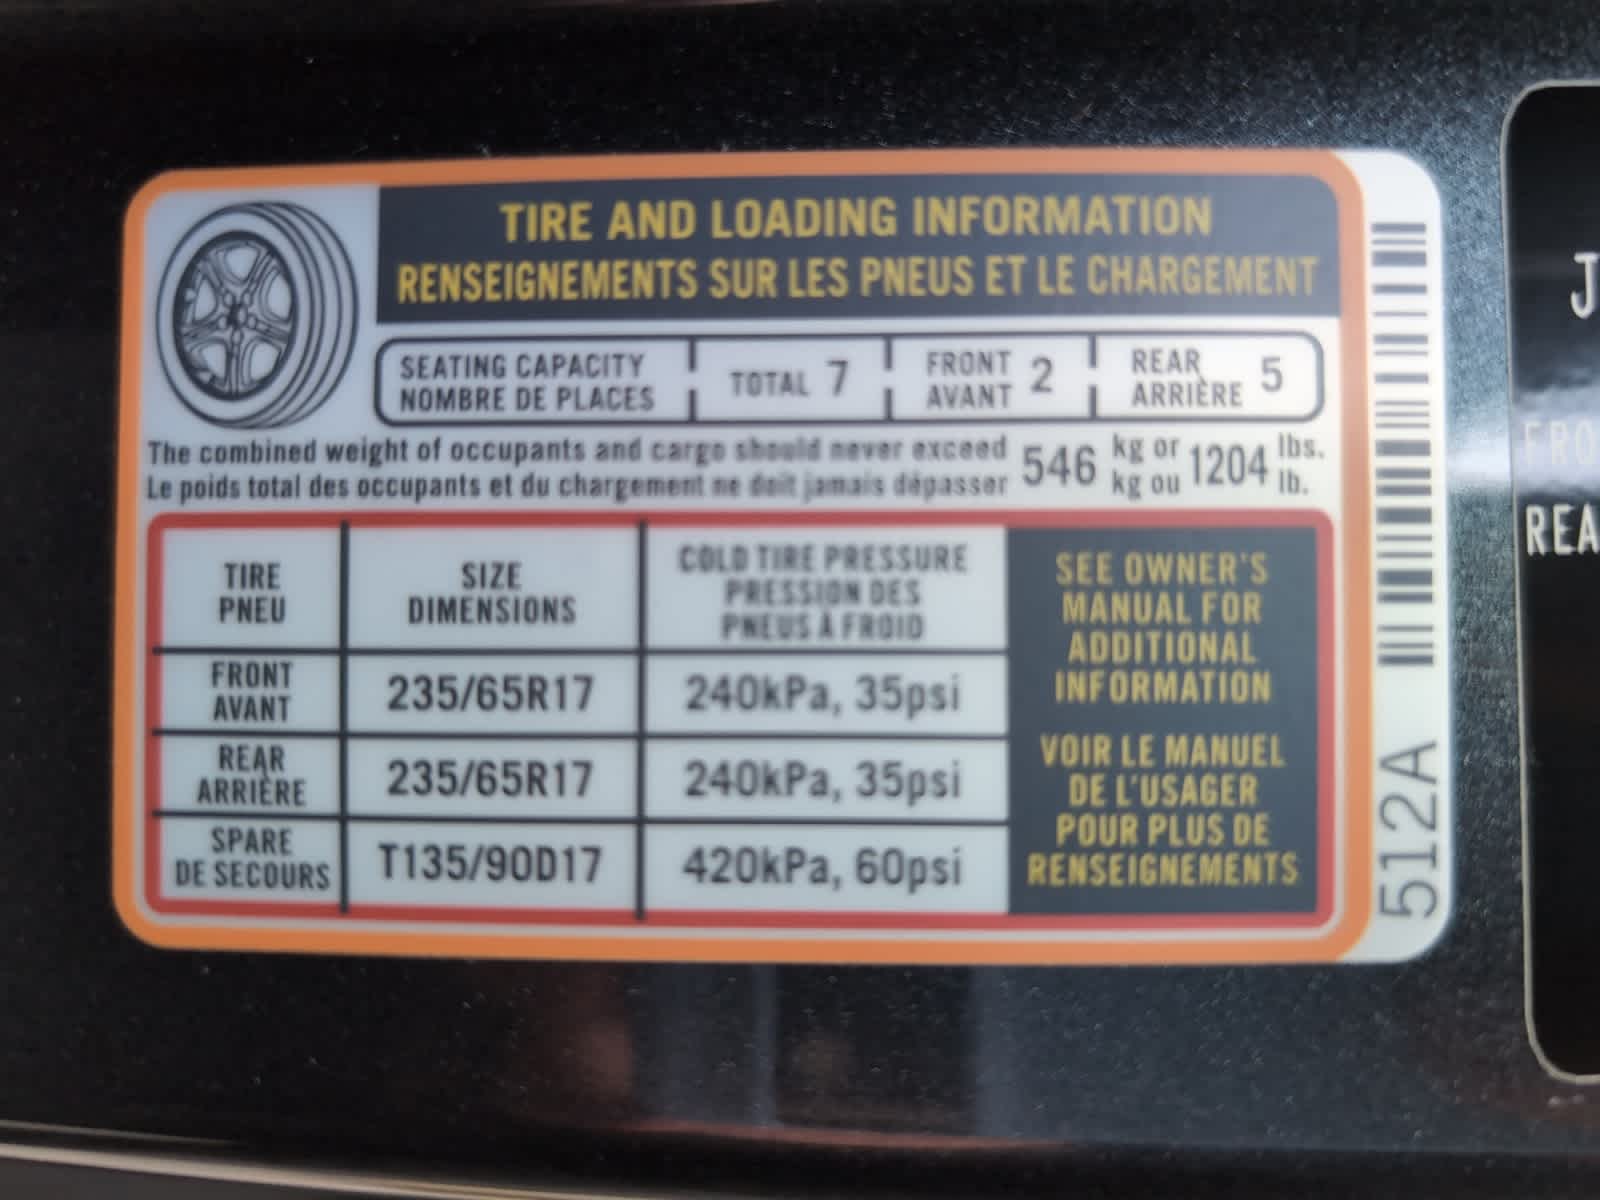 TIRE AND LOADING INFORMATION
RENSEIGNEMENTS SUR LES PNEUS ET LE CHARGEMENT
SEATING CAPACITY
NOMBRE DE PLACES
TOTAL 7
FRONT
AVANT
2
REAR
ARRIÈRE
5
The combined weight of occupants and cargo should never exceed
Le poids total des occupants et du chargement ne doit jamais dépasser
546 kg or 1204 lbs.
kg ou lb.
TIRE
PNEU
SIZE
DIMENSIONS
COLD TIRE PRESSURE
PRESSION DES
PNEUS À FROID
FRONT
AVANT
235/65R17
240kPa, 35psi
REAR
ARRIÈRE
235/65R17
240kPa, 35psi
SPARE
DE SECOURS
T135/90D17
420kPa, 60psi
SEE OWNER'S
MANUAL FOR
ADDITIONAL
INFORMATION
VOIR LE MANUEL
DE L'USAGER
POUR PLUS DE
RENSEIGNEMENTS
512A
J
FRO
REA